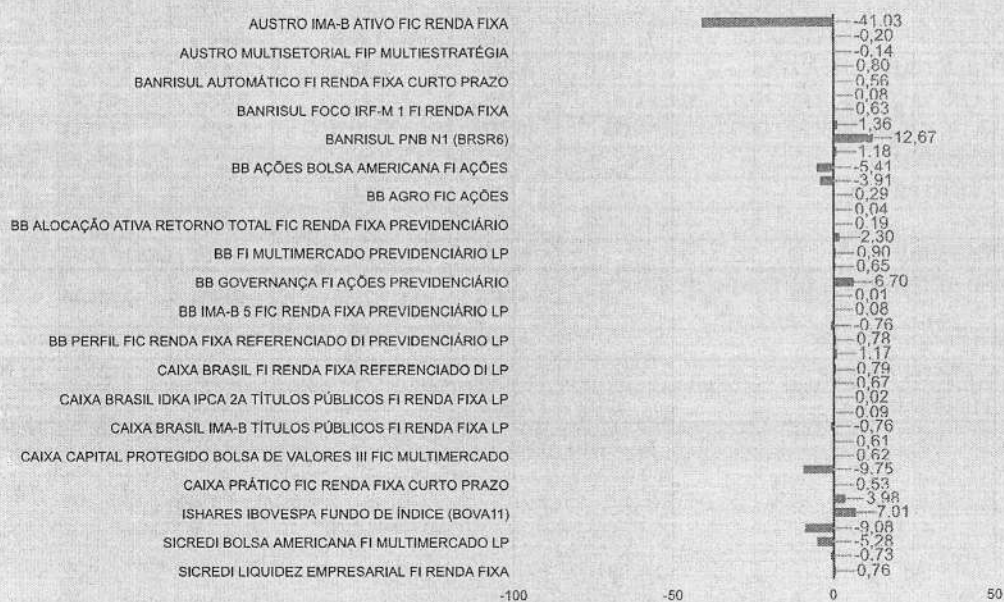 AUSTRO IMA-B ATIVO FIC RENDA FIXA -41,03
-0,20
AUSTRO MULTISETORIAL FIP MULTIESTRATÉGIA -0,14
0,80
BANRISUL AUTOMÁTICO FI RENDA FIXA CURTO PRAZO 0,56
0,08
BANRISUL FOCO IRF-M 1 FI RENDA FIXA 0,63
1,36
BANRISUL PNB N1 (BRSR6) 12,67
1,18
BB AÇÕES BOLSA AMERICANA FI AÇÕES -5,41
-3,91
BB AGRO FIC AÇÕES 0,29
0,04
BB ALOCAÇÃO ATIVA RETORNO TOTAL FIC RENDA FIXA PREVIDENCIÁRIO 0,19
2,30
BB FI MULTIMERCADO PREVIDENCIÁRIO LP 0,90
0,65
BB GOVERNANÇA FI AÇÕES PREVIDENCIÁRIO 6,70
0,01
BB IMA-B 5 FIC RENDA FIXA PREVIDENCIÁRIO LP 0,08
-0,76
BB PERFIL FIC RENDA FIXA REFERENCIADO DI PREVIDENCIÁRIO LP 0,78
1,17
CAIXA BRASIL FI RENDA FIXA REFERENCIADO DI LP 0,79
0,67
CAIXA BRASIL IDKA IPCA 2A TÍTULOS PÚBLICOS FI RENDA FIXA LP 0,02
0,09
CAIXA BRASIL IMA-B TÍTULOS PÚBLICOS FI RENDA FIXA LP -0,76
0,61
CAIXA CAPITAL PROTEGIDO BOLSA DE VALORES III FIC MULTIMERCADO 0,62
-9,75
CAIXA PRÁTICO FIC RENDA FIXA CURTO PRAZO 0,53
3,98
ISHARES IBOVESPA FUNDO DE ÍNDICE (BOVA11) 7,01
-9,08
SICREDI BOLSA AMERICANA FI MULTIMERCADO LP -5,28
-0,73
SICREDI LIQUIDEZ EMPRESARIAL FI RENDA FIXA 0,76
-100 -50 0 50